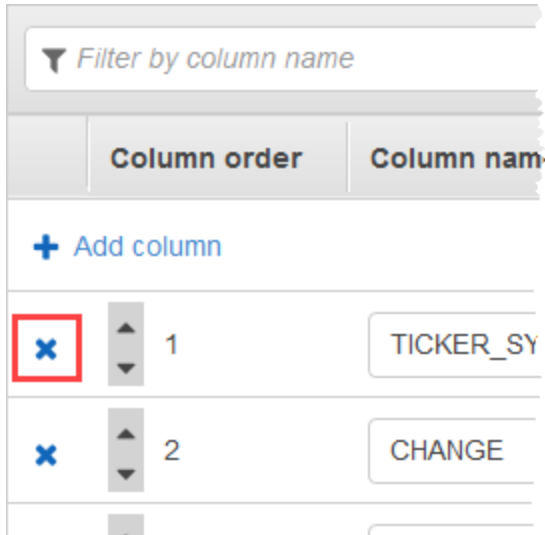 Filter by column name
Column order
Column nam
Add column
1
TICKER_SY
2
CHANGE